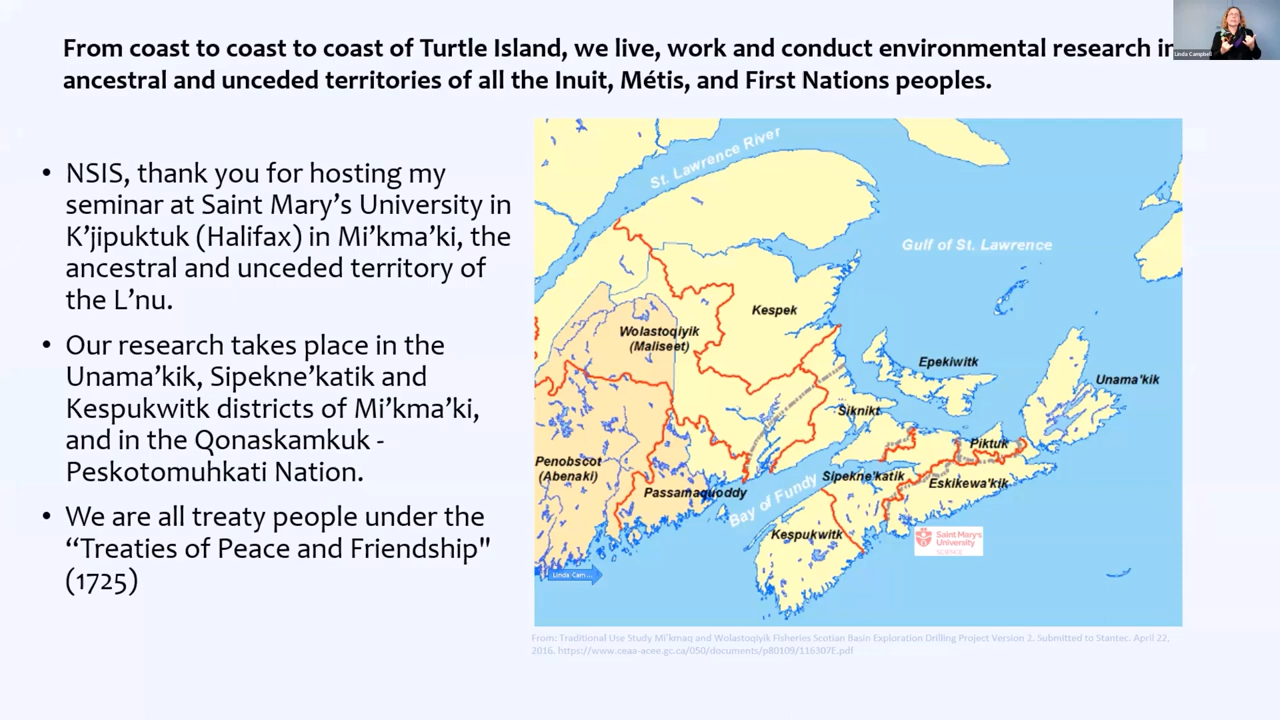 From coast to coast to coast of Turtle Island, we live, work and conduct environmental research in
ancestral and unceded territories of all the Inuit, Métis, and First Nations peoples.
Linda Campbell
• NSIS, thank you for hosting my
seminar at Saint Mary’s University in
K’jipuktuk (Halifax) in Mi’kma’ki, the
ancestral and unceded territory of
the L’nu.
• Our research takes place in the
Unama’kik, Sipekne’katik and
Kespukwitk districts of Mi’kma’ki,
and in the Qonaskamkuk -
Peskotomuhkati Nation.
• We are all treaty people under the
“Treaties of Peace and Friendship"
(1725)
St. Lawrence River
Gulf of St. Lawrence
Kespek
Wolastoqiyik
(Maliseet)
Epekiwitk
Unama'kik
Siknikt
Piktuk
Penobscot
(Abenaki)
Sipekne'katik
Eskikewa'kik
Passamaquoddy
Bay of Fundy
Kespukwitk
Saint Mary's
University
SCIENCE
Linda Cam...
From: Traditional Use Study Mi’kmaq and Wolastoqiyik Fisheries Scotian Basin Exploration Drilling Project Version 2. Submitted to Stantec. April 22,
2016. https://www.ceaa-acee.gc.ca/050/documents/p80109/116307E.pdf